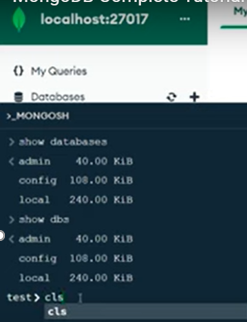 MongoDB Complete Tutorial
localhost:27017 ...
My
{} My Queries
Databases
>_MONGOSH
> show databases
< admin 40.00 KiB
config 108.00 KiB
local 240.00 KiB
> show dbs
< admin 40.00 KiB
config 108.00 KiB
local 240.00 KiB
test> cls
cls